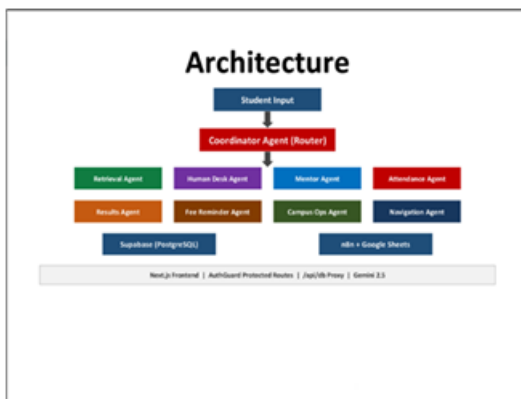 Architecture
Student Input
Coordinator Agent (Router)
Retrieval Agent Human Desk Agent Mentor Agent Attendance Agent
Results Agent Fee Reminder Agent Campus Ops Agent Navigation Agent
Supabase (PostgreSQL) n8n + Google Sheets
Next.js Frontend | AuthGuard Protected Routes | /api/db Proxy | Gemini 2.5